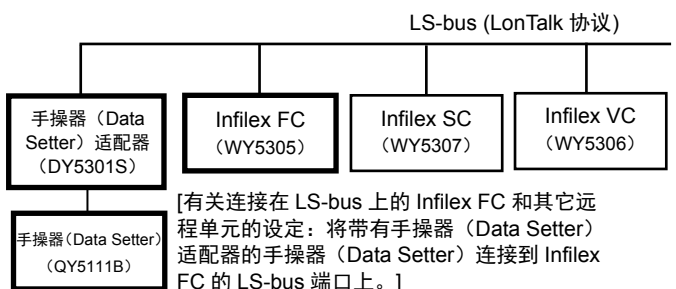 LS-bus (LonTalk 协议)
手操器（Data
Setter）适配器
（DY5301S）
Infilex FC
（WY5305）
Infilex SC
（WY5307）
Infilex VC
（WY5306）
手操器（Data Setter）
（QY5111B）
[有关连接在 LS-bus 上的 Infilex FC 和其它远
程单元的设定：将带有手操器（Data Setter）
适配器的手操器（Data Setter）连接到 Infilex
FC 的 LS-bus 端口上。]